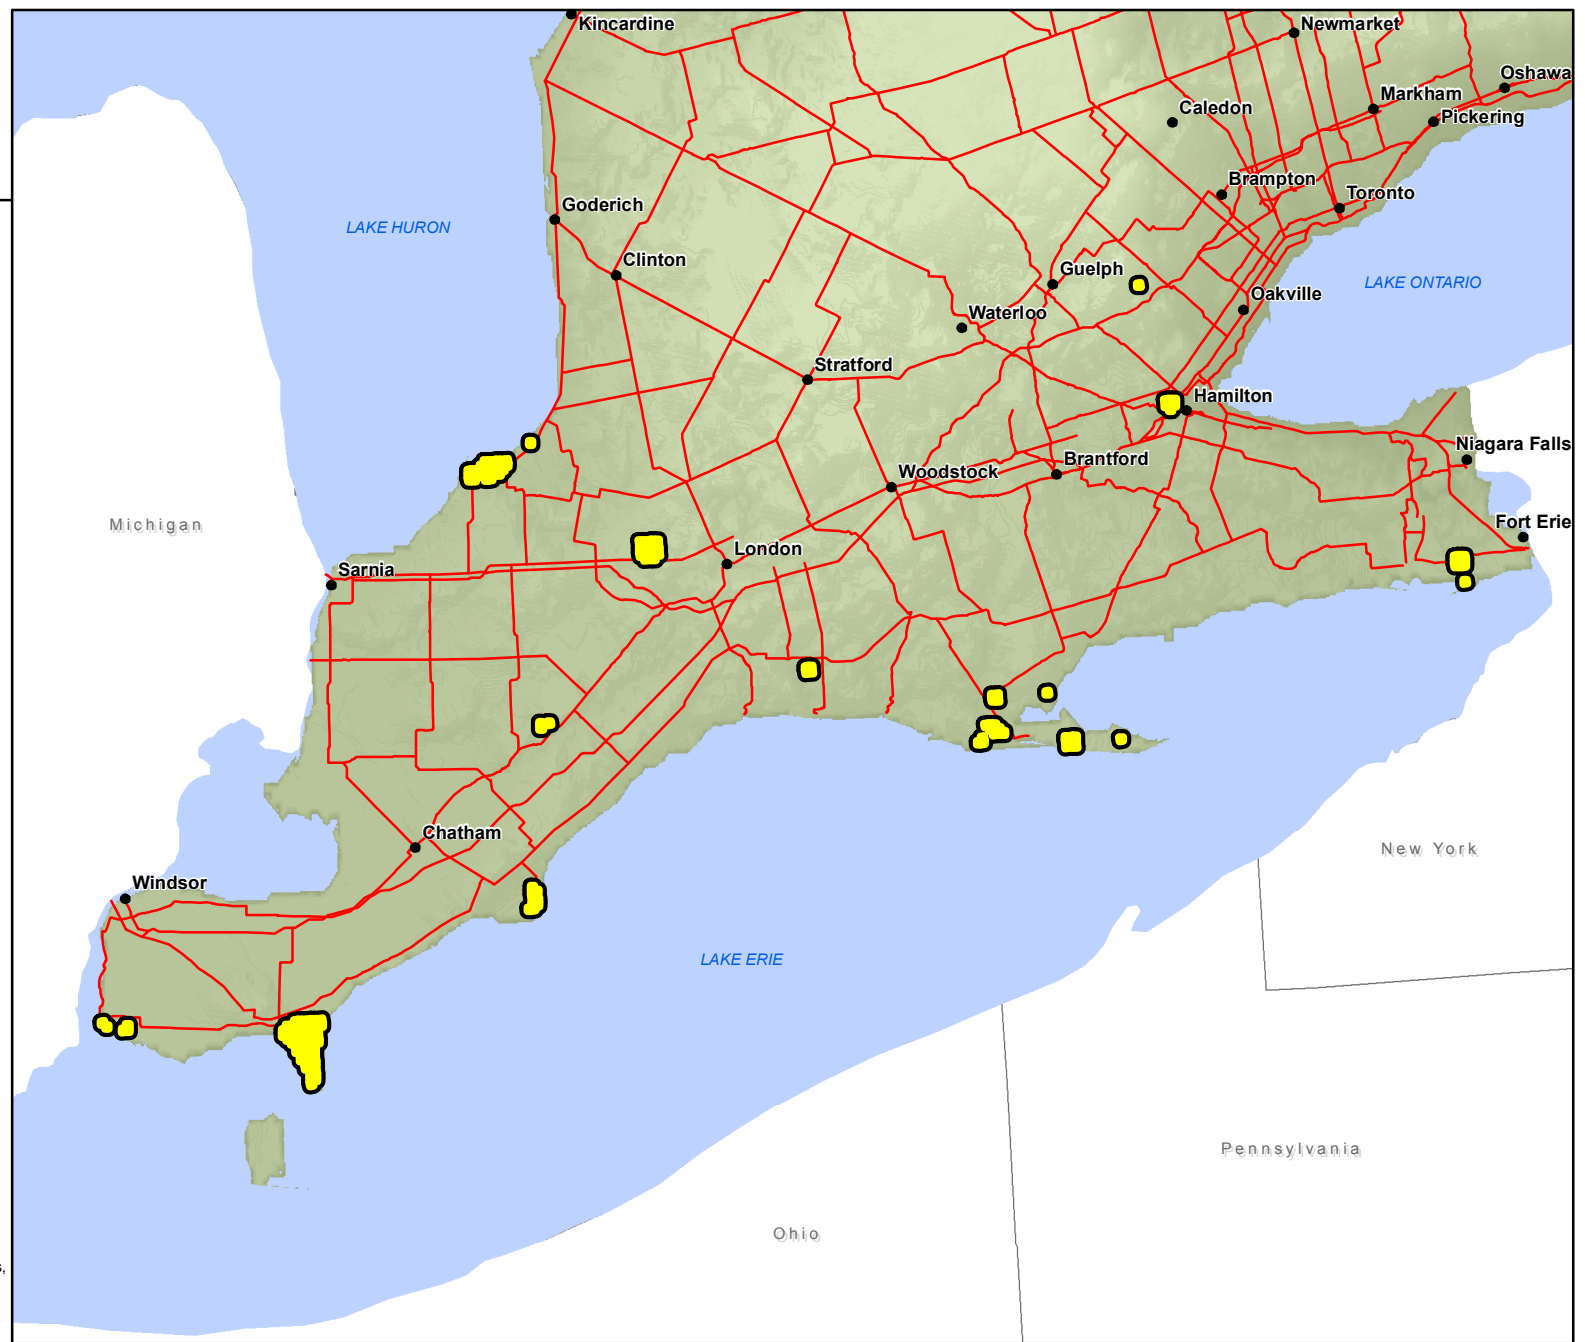 Kincardine
Newmarket
Oshawa
Markham
Caledon
Pickering
Brampton
Toronto
Goderich
LAKE HURON
Clinton
Guelph
LAKE ONTARIO
Oakville
Waterloo
Stratford
Hamilton
Niagara Falls
Brantford
Woodstock
Michigan
Fort Erie
London
Sarnia
Chatham
New York
Windsor
LAKE ERIE
Pennsylvania
Ohio